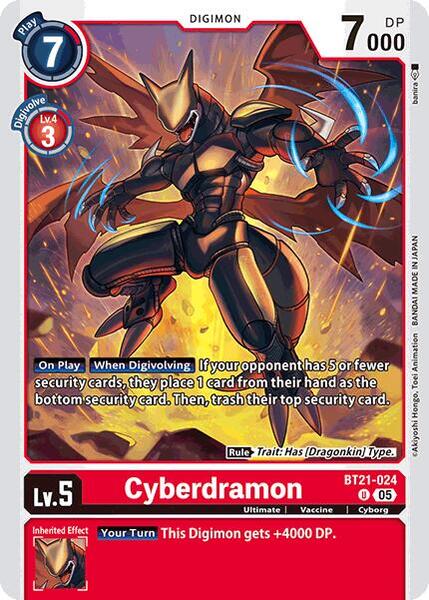 Play
7
DIGIMON
7000
DP
Digivolve
Lv.4
3
banira
©Akiyoshi Hongo, Toei Animation BANDAI MADE IN JAPAN
On Play When Digivolving If your opponent has 5 or fewer
security cards, they place 1 card from their hand as the
bottom security card. Then, trash their top security card.
Rule Trait: Has [Dragonkin] Type.
Lv.5
Cyberdramon
BT21-024
U 05
Ultimate | Vaccine | Cyborg
Inherited Effect
Your Turn This Digimon gets +4000 DP.